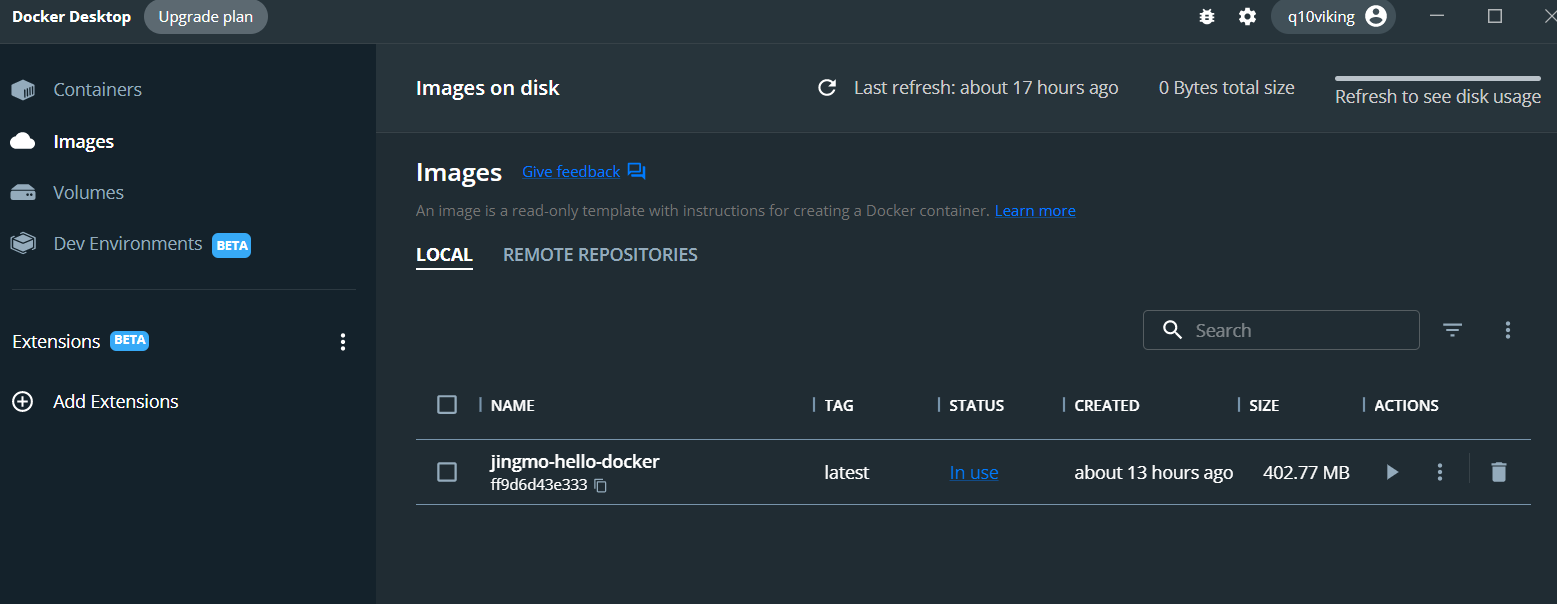 Docker Desktop Upgrade plan q10viking
Containers
Images
Volumes
Dev Environments BETA
Extensions BETA
Add Extensions
Images on disk Last refresh: about 17 hours ago 0 Bytes total size Refresh to see disk usage
Images Give feedback
An image is a read-only template with instructions for creating a Docker container. Learn more
LOCAL REMOTE REPOSITORIES
Search
NAME TAG STATUS CREATED SIZE ACTIONS
jingmo-hello-docker latest In use about 13 hours ago 402.77 MB
ff9d6d43e333